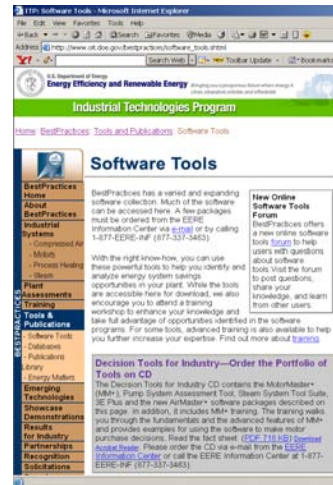 ITP: Software Tools - Microsoft Internet Explorer
File Edit View Favorites Tools Help
Back Search Favorites Media
Address http://www.oit.doe.gov/bestpractices/software_tools.shtml
Y! Search Web Toolbar Update Bookmarks
U.S. Department of Energy
Energy Efficiency and Renewable Energy
Industrial Technologies Program
Home BestPractices Tools and Publications Software Tools
Software Tools
BestPractices
Home
About
BestPractices
Industrial
Systems
- Compressed Air
- Motors
- Process Heating
- Steam
Plant
Assessments
Training
Tools &
Publications
- Software Tools
- Databases
- Publications
Library
- Energy Matters
Emerging
Technologies
Showcase
Demonstrations
Results
for Industry
Partnerships
Recognition
Solicitations
BESTPRACTICES
BestPractices has a varied and expanding
software collection. Much of the software
can be accessed here. A few packages
must be ordered from the EERE
Information Center via e-mail or by calling
1-877-EERE-INF (877-337-3463).
With the right know-how, you can use
these powerful tools to help you identify and
analyze energy system savings
opportunities in your plant. While the tools
are accessible here for download, we also
encourage you to attend a training
workshop to enhance your knowledge and
take full advantage of opportunities identified in the software
programs. For some tools, advanced training is also available to help
you further increase your expertise. Find out more about training.
New Online
Software Tools
Forum
BestPractices offers
a new online software
tools forum to help
users with questions
about software
tools. Visit the forum
to post questions,
share your
knowledge, and learn
from other users.
Decision Tools for Industry—Order the Portfolio of
Tools on CD
The Decision Tools for Industry CD contains the MotorMaster+
(MM+), Pump System Assessment Tool, Steam System Tool Suite,
3E Plus and the new AirMaster+ software packages described on
this page. In addition, it includes MM+ training. The training walks
you through the fundamentals and the advanced features of MM+
and provides examples for using the software to make motor
purchase decisions. Read the fact sheet. (PDF 716 KB) Download
Acrobat Reader. Please order the CD via e-mail from the EERE
Information Center or call the EERE Information Center at 1-877-
EERE-INF (877-337-3463).